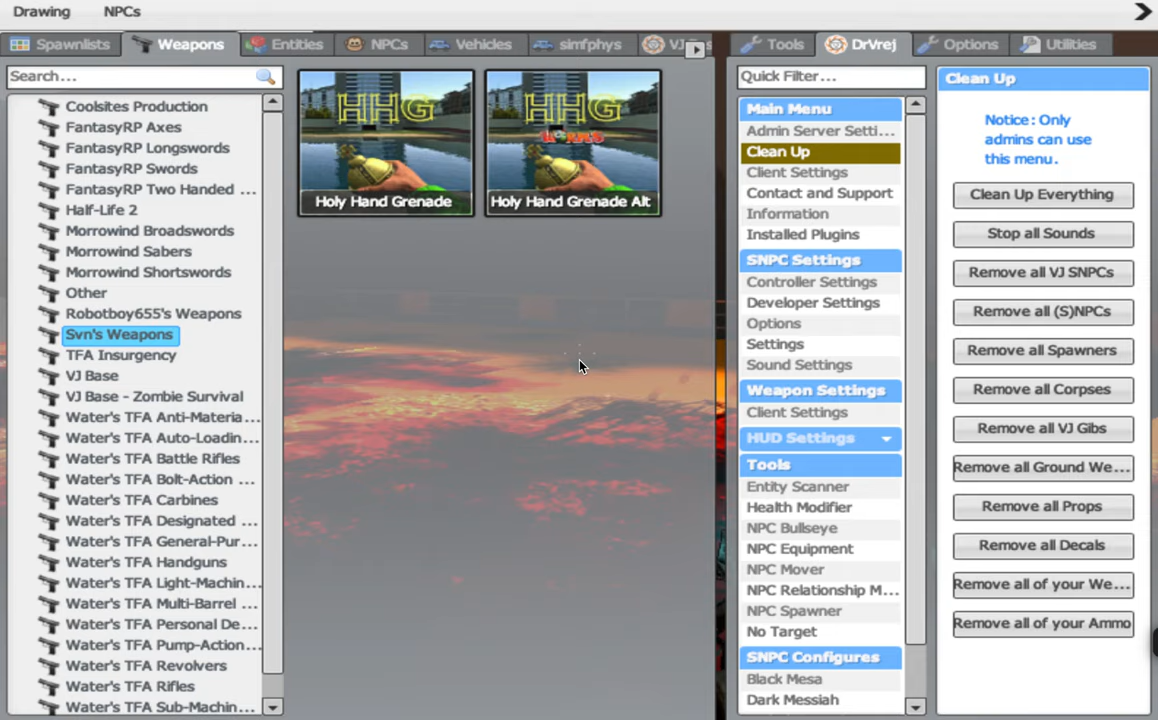 Drawing NPCs
Spawnlists Weapons Entities NPCs Vehicles simfphys
Search...
Coolsites Production
FantasyRP Axes
FantasyRP Longswords
FantasyRP Swords
FantasyRP Two Handed ...
Half-Life 2
Morrowind Broadswords
Morrowind Sabers
Morrowind Shortswords
Other
Robotboy655's Weapons
Svn's Weapons
TFA Insurgency
VJ Base
VJ Base - Zombie Survival
Water's TFA Anti-Materia...
Water's TFA Auto-Loadin...
Water's TFA Battle Rifles
Water's TFA Bolt-Action ...
Water's TFA Carbines
Water's TFA Designated ...
Water's TFA General-Pur...
Water's TFA Handguns
Water's TFA Light-Machin...
Water's TFA Multi-Barrel ...
Water's TFA Personal De...
Water's TFA Pump-Action...
Water's TFA Revolvers
Water's TFA Rifles
Water's TFA Sub-Machin...
HHG
Holy Hand Grenade
HHG
Holy Hand Grenade Alt
Tools DrVrej Options Utilities
Quick Filter...
Main Menu
Admin Server Setti...
Clean Up
Client Settings
Contact and Support
Information
Installed Plugins
SNPC Settings
Controller Settings
Developer Settings
Options
Settings
Sound Settings
Weapon Settings
Client Settings
HUD Settings
Tools
Entity Scanner
Health Modifier
NPC Bullseye
NPC Equipment
NPC Mover
NPC Relationship M...
NPC Spawner
No Target
SNPC Configures
Black Mesa
Dark Messiah
Clean Up
Notice: Only
admins can use
this menu.
Clean Up Everything
Stop all Sounds
Remove all VJ SNPCs
Remove all (S)NPCs
Remove all Spawners
Remove all Corpses
Remove all VJ Gibs
Remove all Ground We...
Remove all Props
Remove all Decals
Remove all of your We...
Remove all of your Ammo